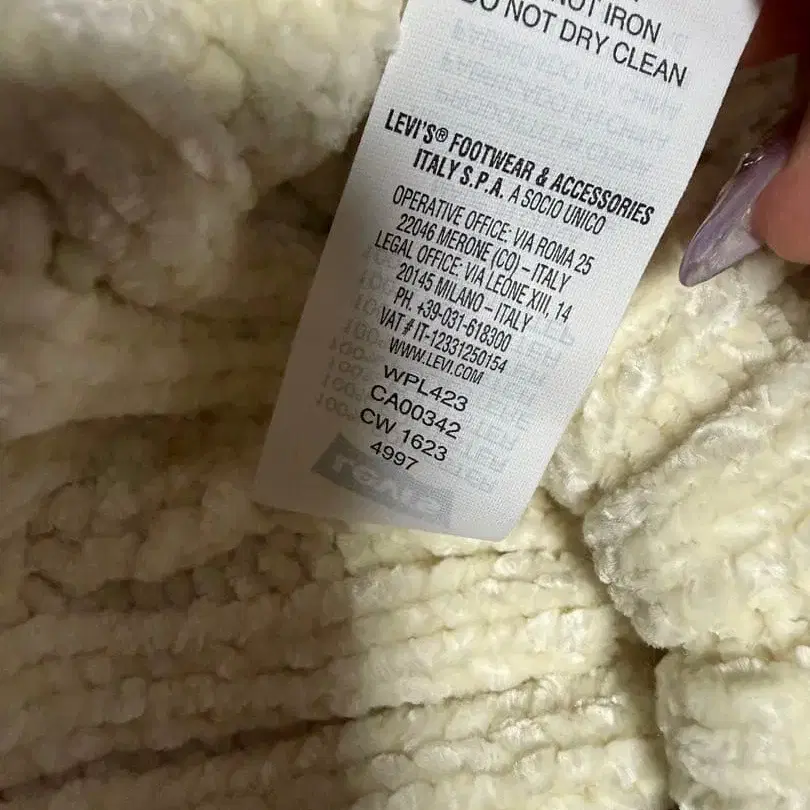 NOT IRON
DO NOT DRY CLEAN
LEVI'S® FOOTWEAR & ACCESSORIES
ITALY S.P.A. A SOCIO UNICO
OPERATIVE OFFICE: VIA ROMA 25
22046 MERONE (CO) – ITALY
LEGAL OFFICE: VIA LEONE XIII, 14
20145 MILANO – ITALY
PH. +39-031-618300
VAT # IT-12331250154
WWW.LEVI.COM
WPL423
CA00342
CW 1623
4997